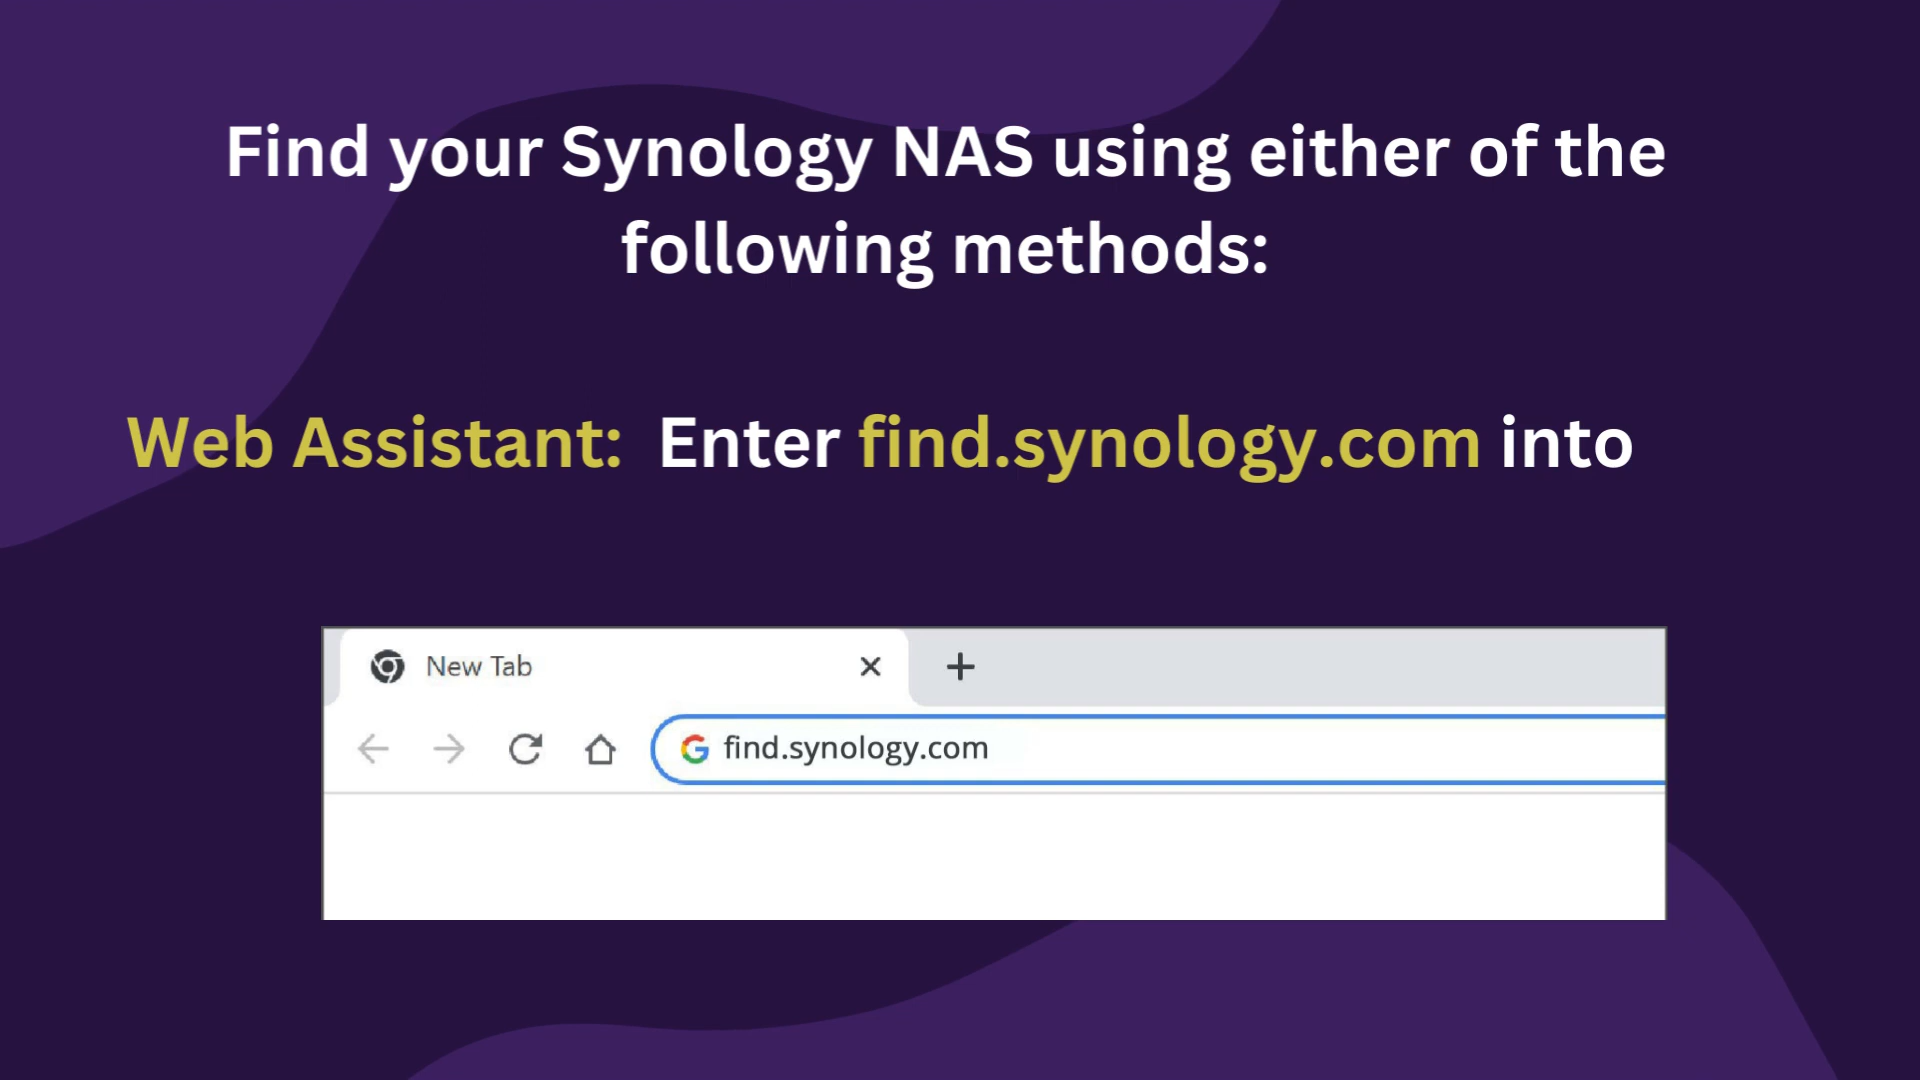 Find your Synology NAS using either of the
following methods:
Web Assistant: Enter find.synology.com into
New Tab
find.synology.com